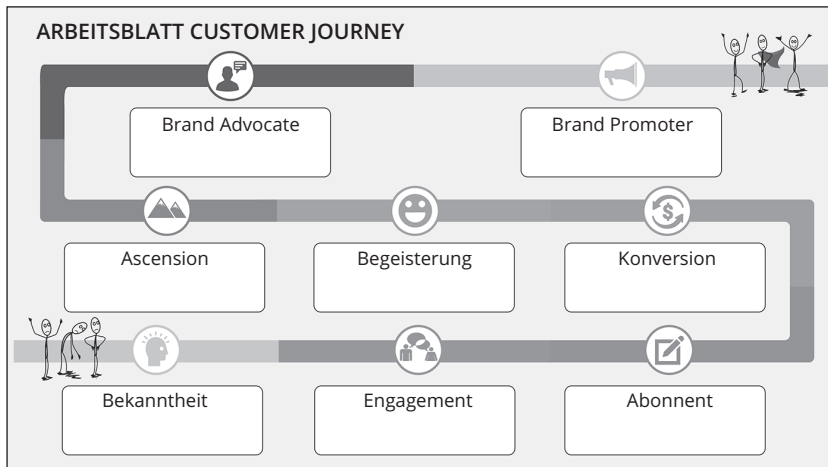 ARBEITSBLATT CUSTOMER JOURNEY
Brand Advocate
Brand Promoter
Ascension
Begeisterung
Konversion
Bekanntheit
Engagement
Abonnent